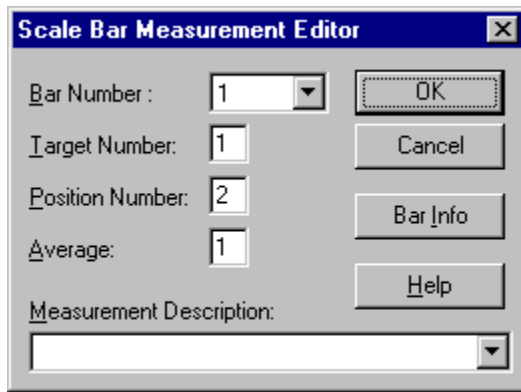 Scale Bar Measurement Editor
Bar Number : 1
OK
Target Number: 1
Cancel
Position Number: 2
Bar Info
Average: 1
Help
Measurement Description: